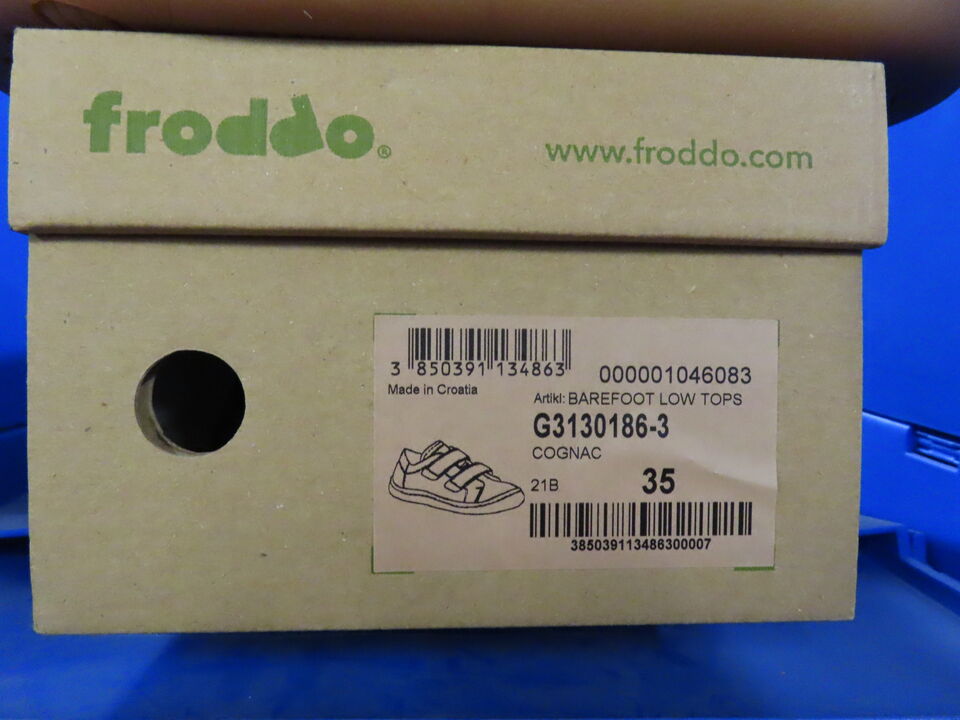 froddo®
www.froddo.com
3 850391 134863
000001046083
Made in Croatia
Artikl: BAREFOOT LOW TOPS
G3130186-3
COGNAC
21B 35
385039113486300007